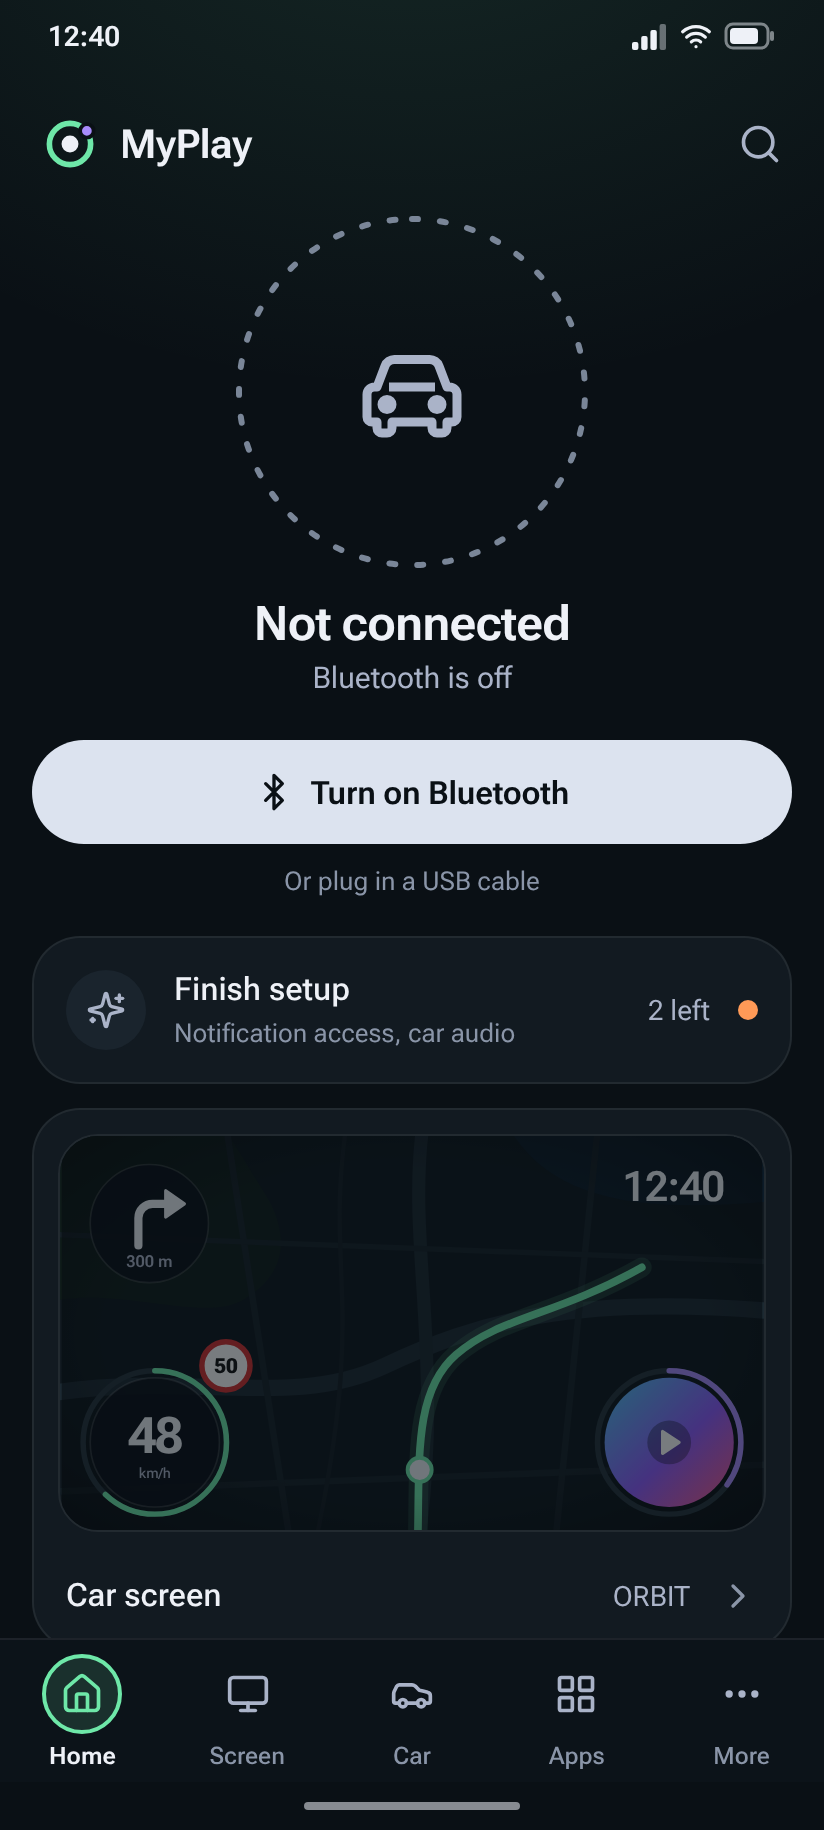 12:40
MyPlay
Not connected
Bluetooth is off
Turn on Bluetooth
Or plug in a USB cable
Finish setup
Notification access, car audio
2 left
12:40
300 m
50
48
km/h
Car screen
ORBIT
Home
Screen
Car
Apps
More